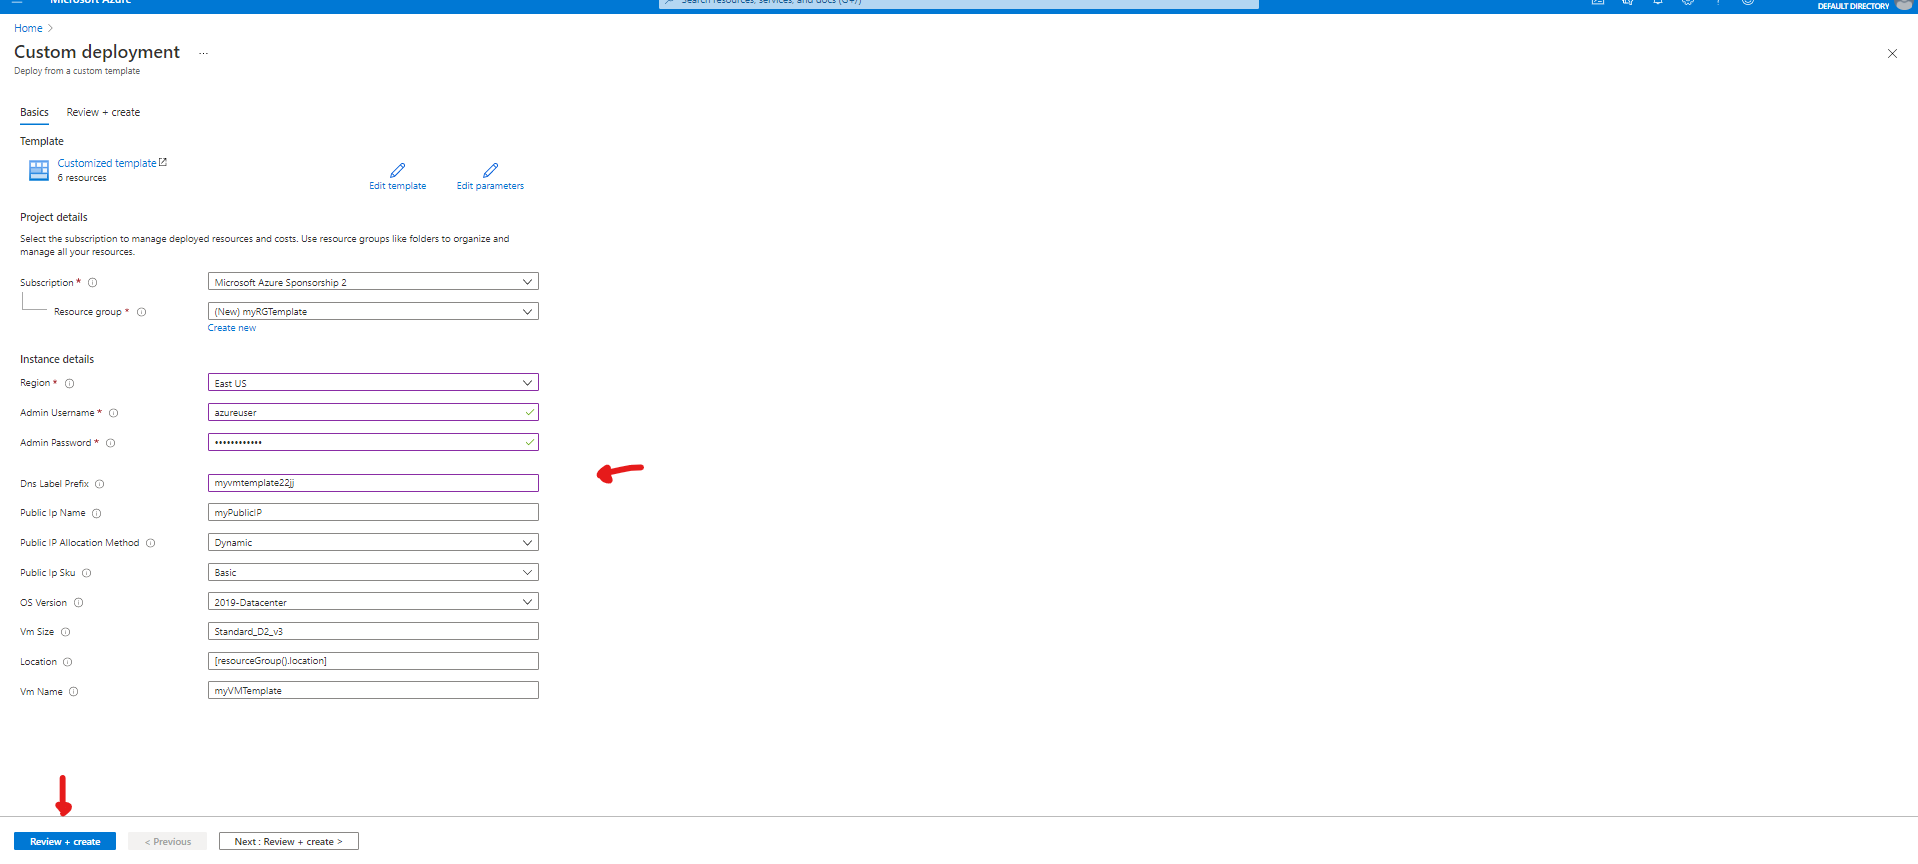 Microsoft Azure
Search resources, services, and docs (G+/)
DEFAULT DIRECTORY
Home >
Custom deployment ...
Deploy from a custom template
Basics Review + create
Template
Customized template
6 resources
Edit template Edit parameters
Project details
Select the subscription to manage deployed resources and costs. Use resource groups like folders to organize and
manage all your resources.
Subscription * Microsoft Azure Sponsorship 2
Resource group * (New) myRGTemplate
Create new
Instance details
Region * East US
Admin Username * azureuser
Admin Password * ••••••••••••
Dns Label Prefix myvmtemplate22jj
Public Ip Name myPublicIP
Public IP Allocation Method Dynamic
Public Ip Sku Basic
OS Version 2019-Datacenter
Vm Size Standard_D2_v3
Location [resourceGroup().location]
Vm Name myVMTemplate
Review + create < Previous Next : Review + create >